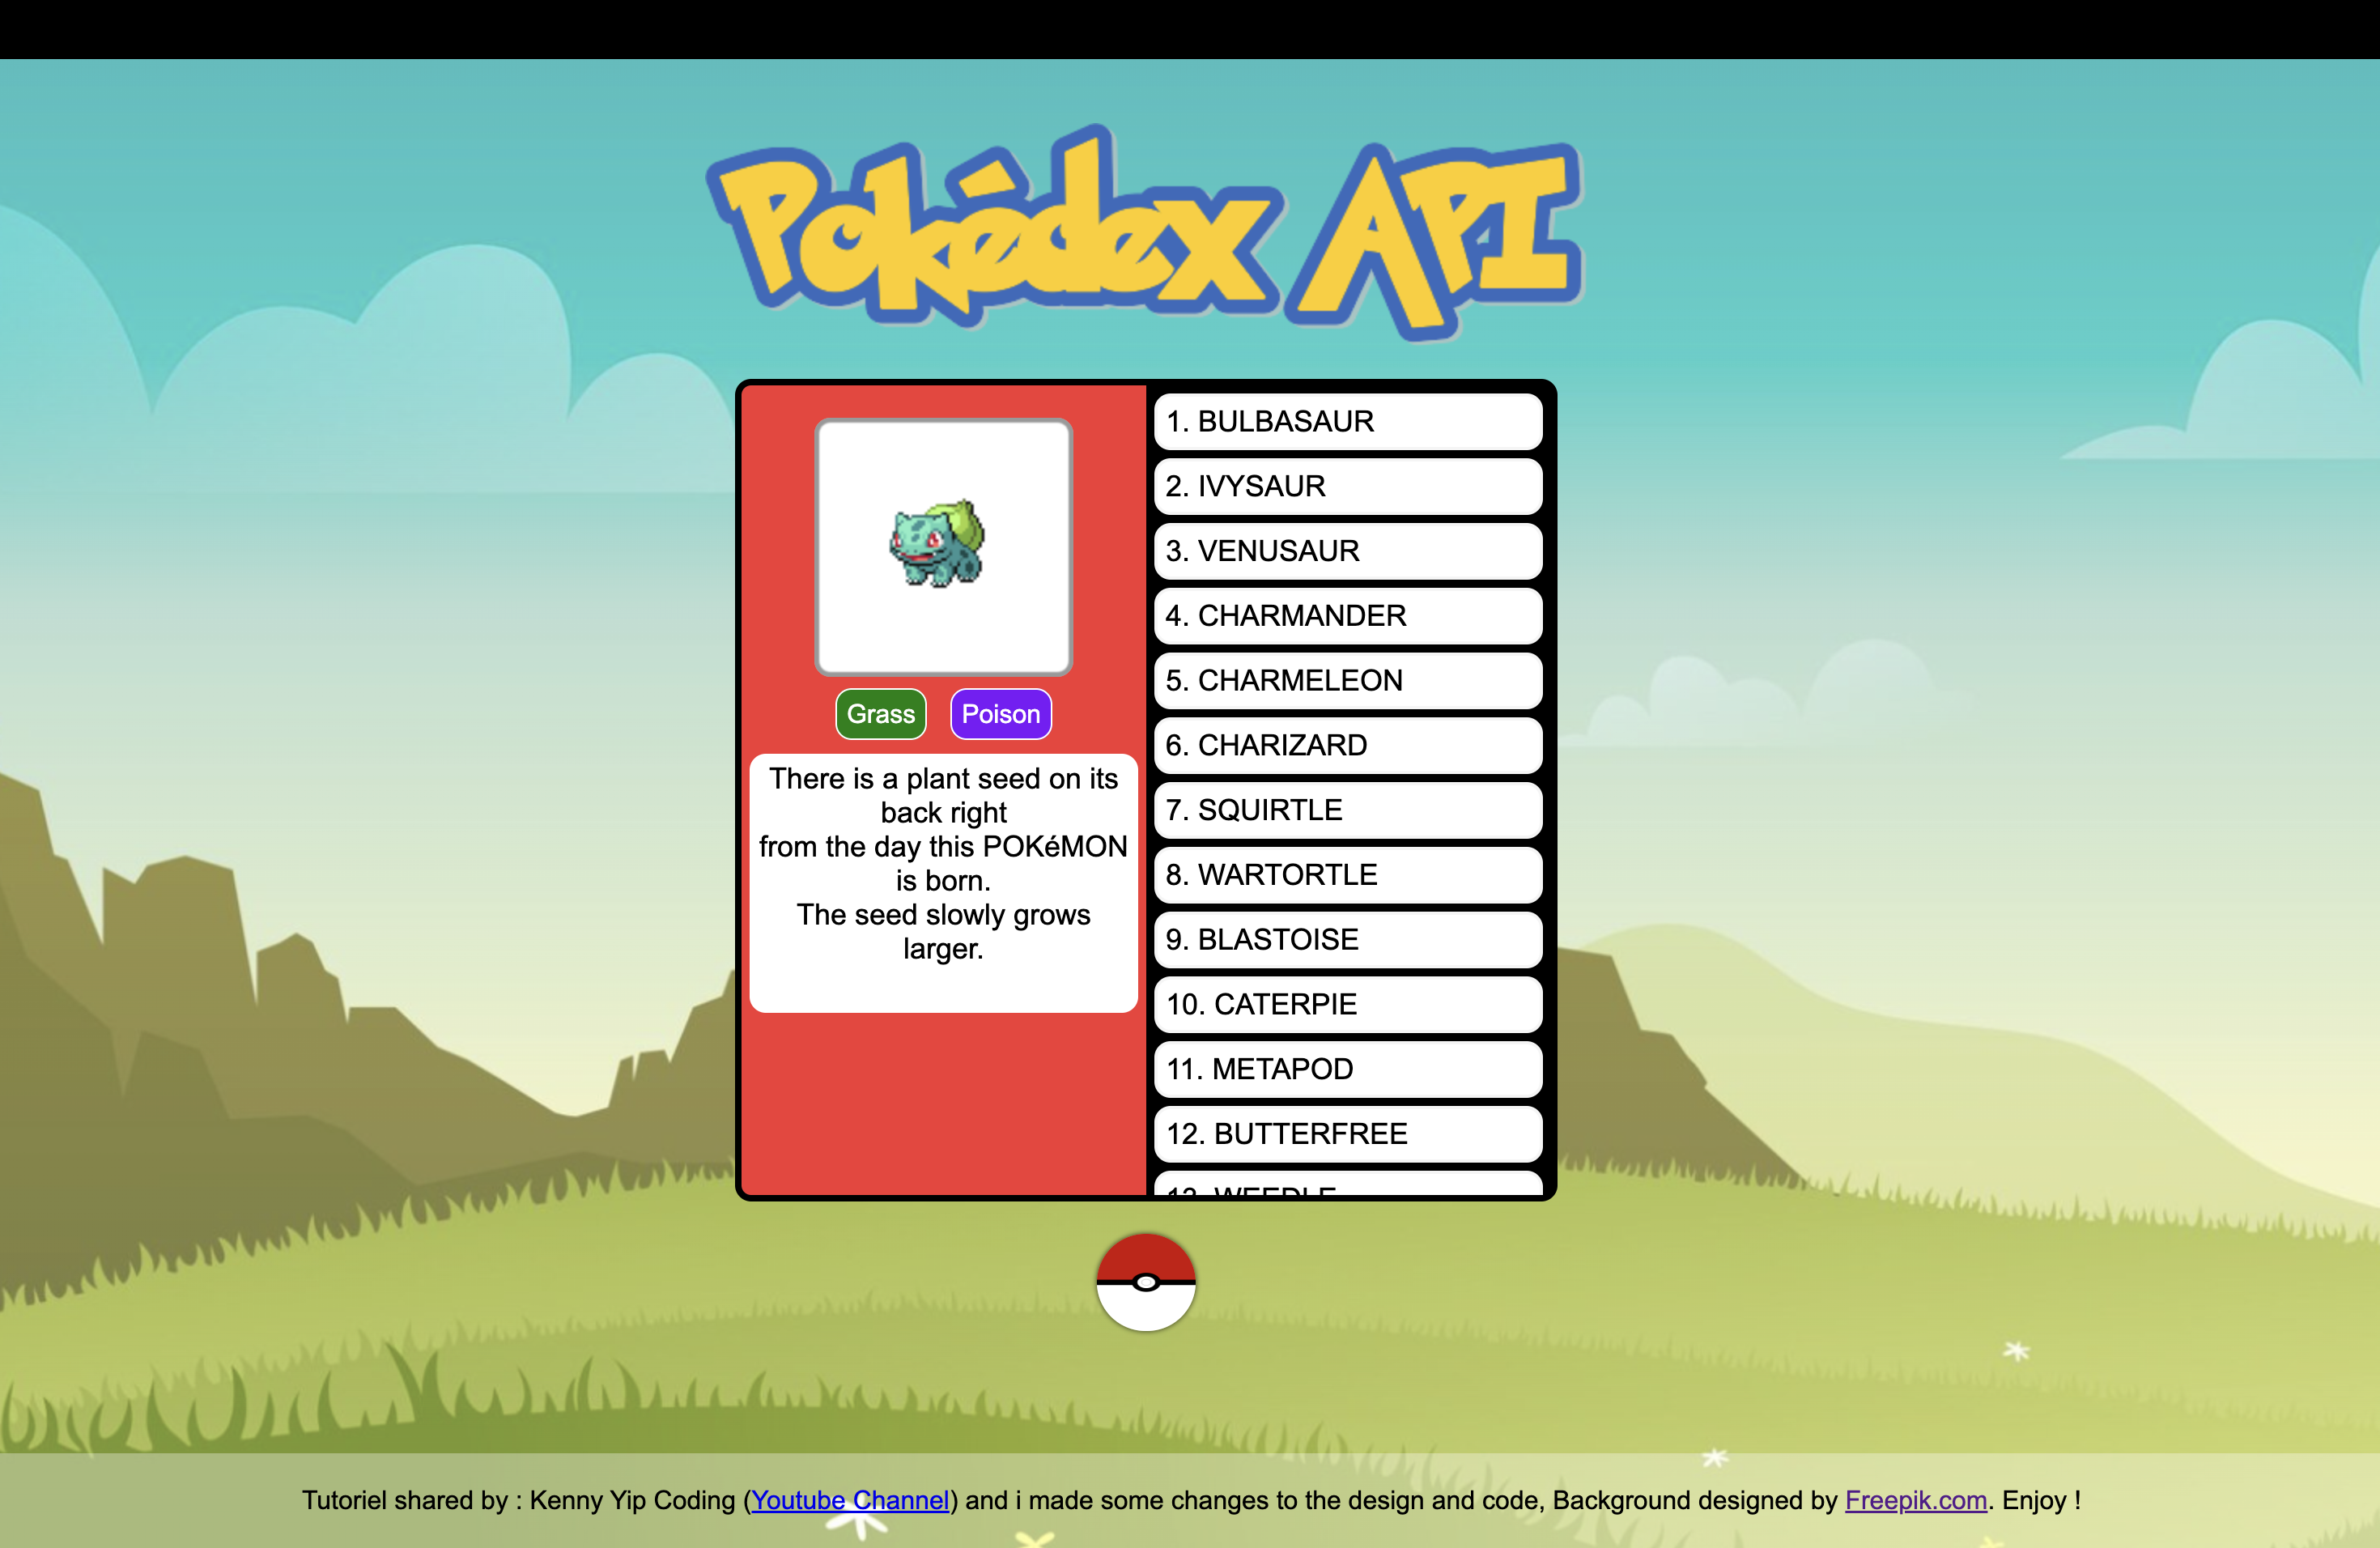 Pokédex API
Grass
Poison
There is a plant seed on its
back right
from the day this POKéMON
is born.
The seed slowly grows
larger.
1. BULBASAUR
2. IVYSAUR
3. VENUSAUR
4. CHARMANDER
5. CHARMELEON
6. CHARIZARD
7. SQUIRTLE
8. WARTORTLE
9. BLASTOISE
10. CATERPIE
11. METAPOD
12. BUTTERFREE
13. WEEDLE
Tutoriel shared by : Kenny Yip Coding (Youtube Channel) and i made some changes to the design and code, Background designed by Freepik.com. Enjoy !